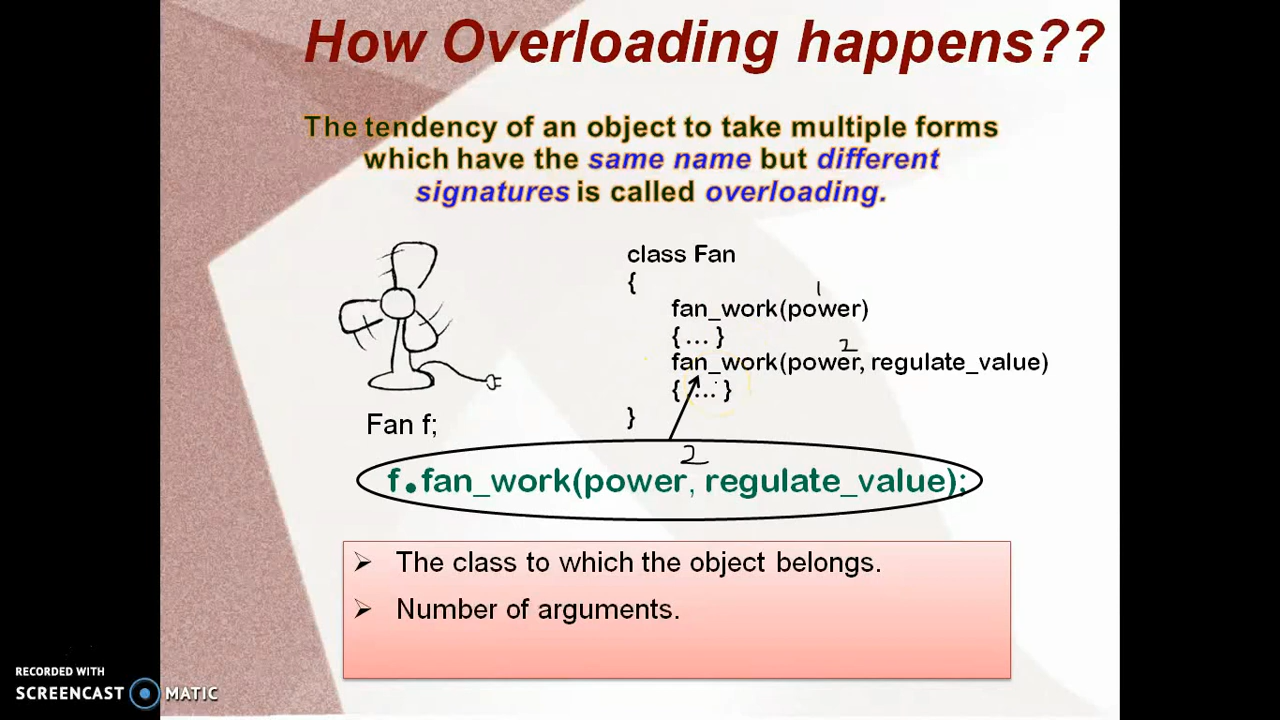 How Overloading happens??
The tendency of an object to take multiple forms
which have the same name but different
signatures is called overloading.
class Fan
{
1
fan_work(power)
{ ... }
2
fan_work(power, regulate_value)
{ ... }
}
Fan f;
2
f.fan_work(power, regulate_value);
➢ The class to which the object belongs.
➢ Number of arguments.
RECORDED WITH
SCREENCAST MATIC